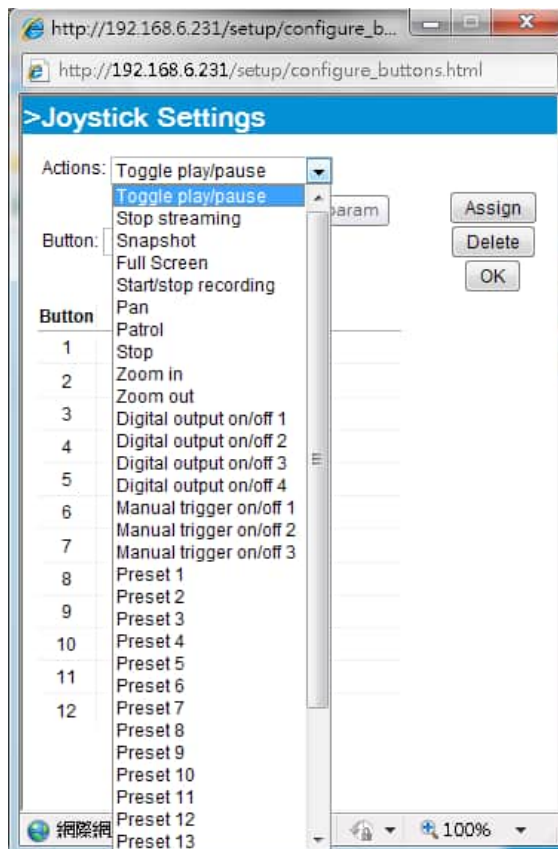 http://192.168.6.231/setup/configure_b...
http://192.168.6.231/setup/configure_buttons.html
>Joystick Settings
Actions: Toggle play/pause
Toggle play/pause
Stop streaming
Snapshot
Full Screen
Start/stop recording
Pan
Patrol
Stop
Zoom in
Zoom out
Digital output on/off 1
Digital output on/off 2
Digital output on/off 3
Digital output on/off 4
Manual trigger on/off 1
Manual trigger on/off 2
Manual trigger on/off 3
Preset 1
Preset 2
Preset 3
Preset 4
Preset 5
Preset 6
Preset 7
Preset 8
Preset 9
Preset 10
Preset 11
Preset 12
Preset 13
param
Assign
Button:
Delete
OK
Button
1
2
3
4
5
6
7
8
9
10
11
12
網際網
100%